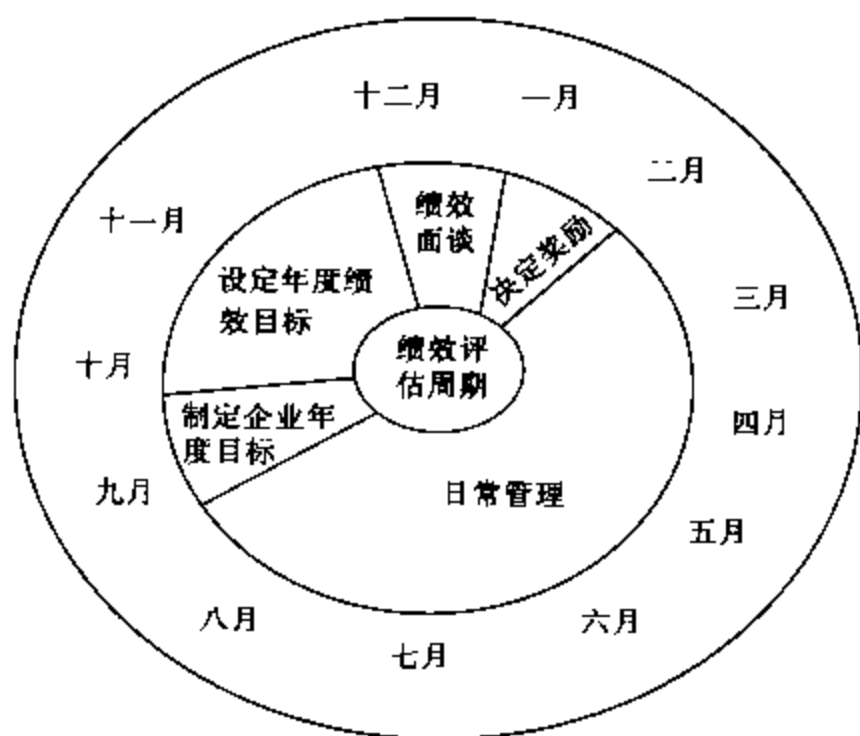 十二月
一月
二月
三月
四月
五月
六月
七月
八月
九月
十月
十一月
绩效
面谈
决定奖励
设定年度绩
效目标
绩效评
估周期
制定企业年
度目标
日常管理